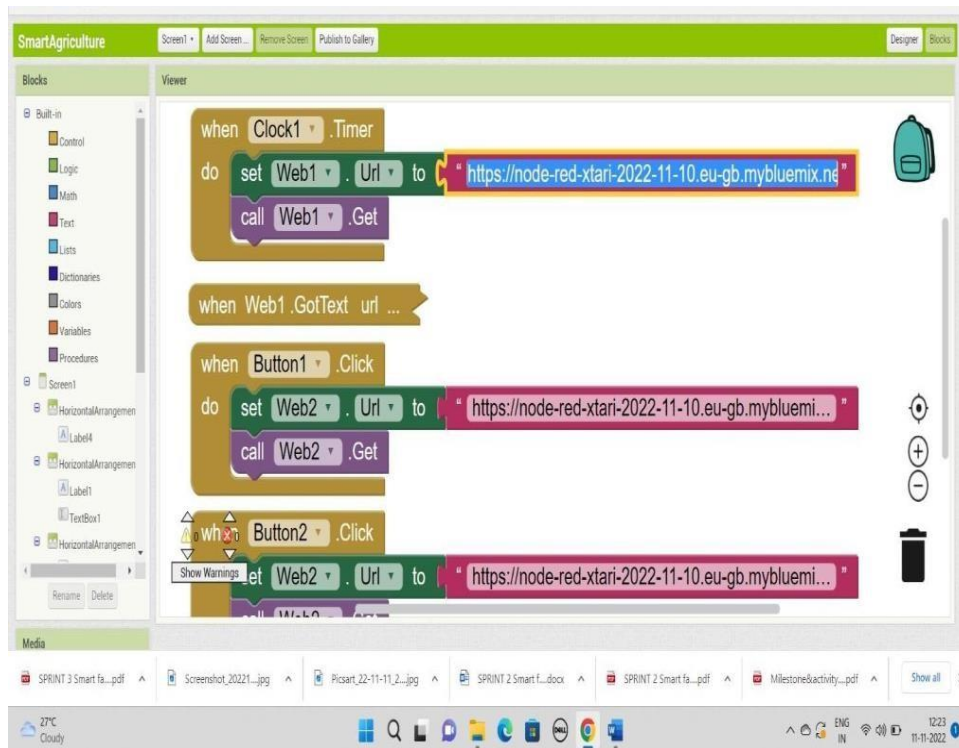 SmartAgriculture Screen1 Add Screen ... Remove Screen Publish to Gallery Designer Blocks
Blocks Viewer
Built-in
Control
Logic
Math
Text
Lists
Dictionaries
Colors
Variables
Procedures
Screen1
HorizontalArrangemen
Label4
HorizontalArrangemen
Label1
TextBox1
HorizontalArrangemen
Rename Delete
Media
when Clock1 .Timer
do set Web1 . Url to " https://node-red-xtari-2022-11-10.eu-gb.mybluemix.ne "
call Web1 .Get
when Web1 .GotText url ...
when Button1 .Click
do set Web2 . Url to " https://node-red-xtari-2022-11-10.eu-gb.mybluemi... "
call Web2 .Get
0 0 Button2 .Click
Show Warnings set Web2 . Url to " https://node-red-xtari-2022-11-10.eu-gb.mybluemi... "
call Web2
SPRINT 3 Smart fa....pdf Screenshot_20221....jpg Picsart_22-11-11_2....jpg SPRINT 2 Smart f....docx SPRINT 2 Smart fa....pdf Milestone&activity....pdf Show all
27°C
Cloudy
ENG
IN
12:23
11-11-2022